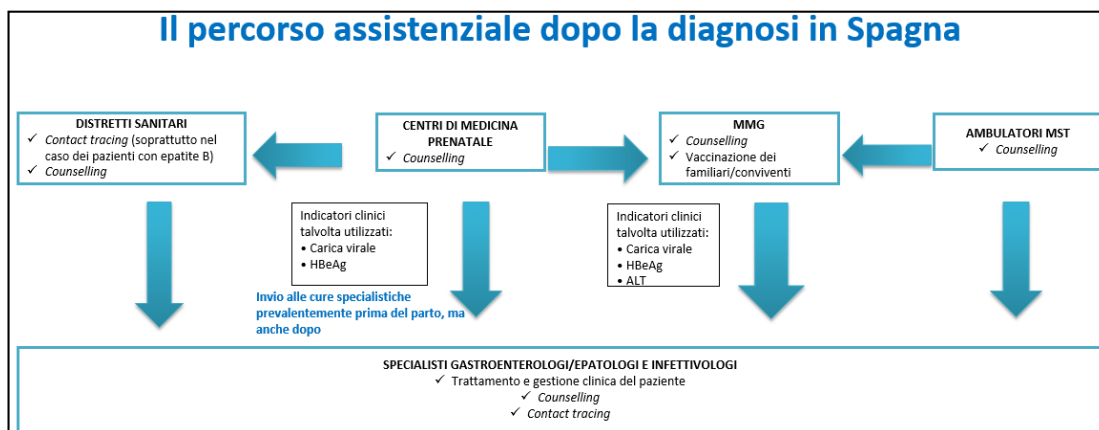 Il percorso assistenziale dopo la diagnosi in Spagna
DISTRETTI SANITARI
✓ Contact tracing (soprattutto nel
caso dei pazienti con epatite B)
✓ Counselling
CENTRI DI MEDICINA
PRENATALE
✓ Counselling
MMG
✓ Counselling
✓ Vaccinazione dei
familiari/conviventi
AMBULATORI MST
✓ Counselling
Indicatori clinici
talvolta utilizzati:
• Carica virale
• HBeAg
Indicatori clinici
talvolta utilizzati:
• Carica virale
• HBeAg
• ALT
Invio alle cure specialistiche
prevalentemente prima del parto, ma
anche dopo
SPECIALISTI GASTROENTEROLOGI/EPATOLOGI E INFETTIVOLOGI
✓ Trattamento e gestione clinica del paziente
✓ Counselling
✓ Contact tracing